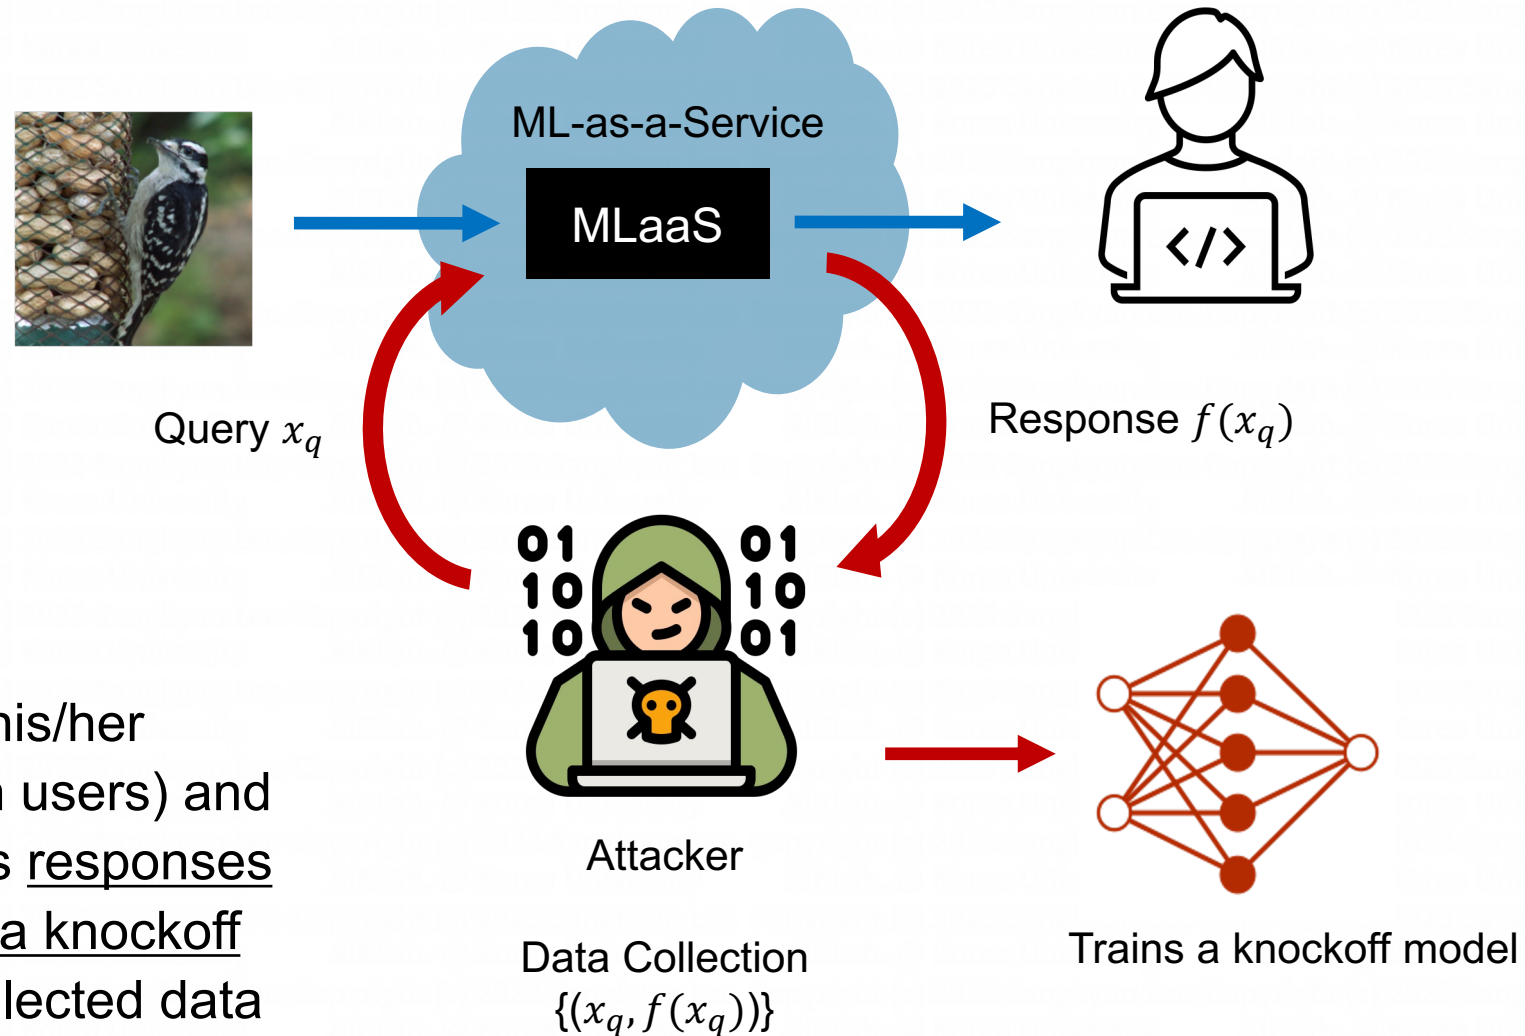 ML-as-a-Service
MLaaS
</>
Query x_q
Response f(x_q)
01 01
10 10
10 01
Attacker
his/her
users) and
s responses
a knockoff
lected data
Data Collection
{(x_q, f(x_q))}
Trains a knockoff model